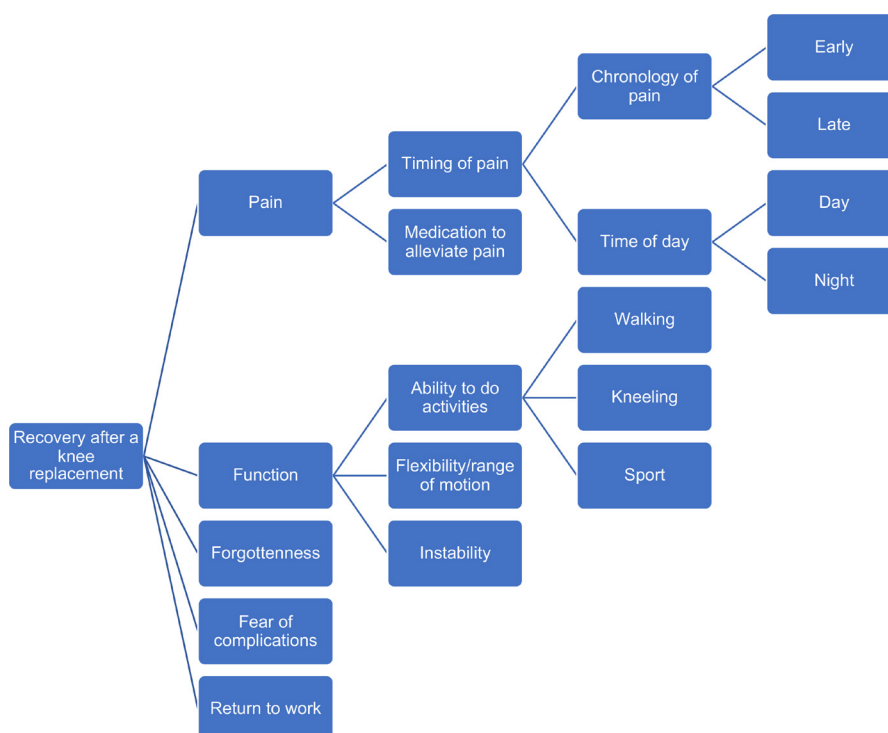 Recovery after a
knee
replacement
Pain
Function
Forgottenness
Fear of
complications
Return to work
Timing of pain
Medication to
alleviate pain
Ability to do
activities
Flexibility/range
of motion
Instability
Chronology of
pain
Time of day
Walking
Kneeling
Sport
Early
Late
Day
Night